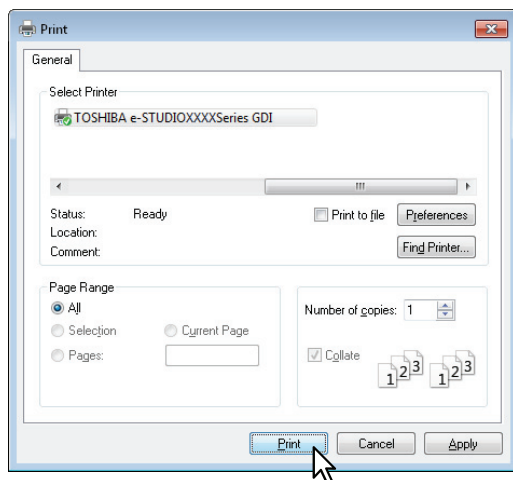 Print
General
Select Printer
TOSHIBA e-STUDIOXXXXSeries GDI
Status: Ready
Print to file
Preferences
Location:
Comment:
Find Printer...
Page Range
All
Selection
Current Page
Pages:
Number of copies: 1
Collate
1 2 3 1 2 3
Print
Cancel
Apply